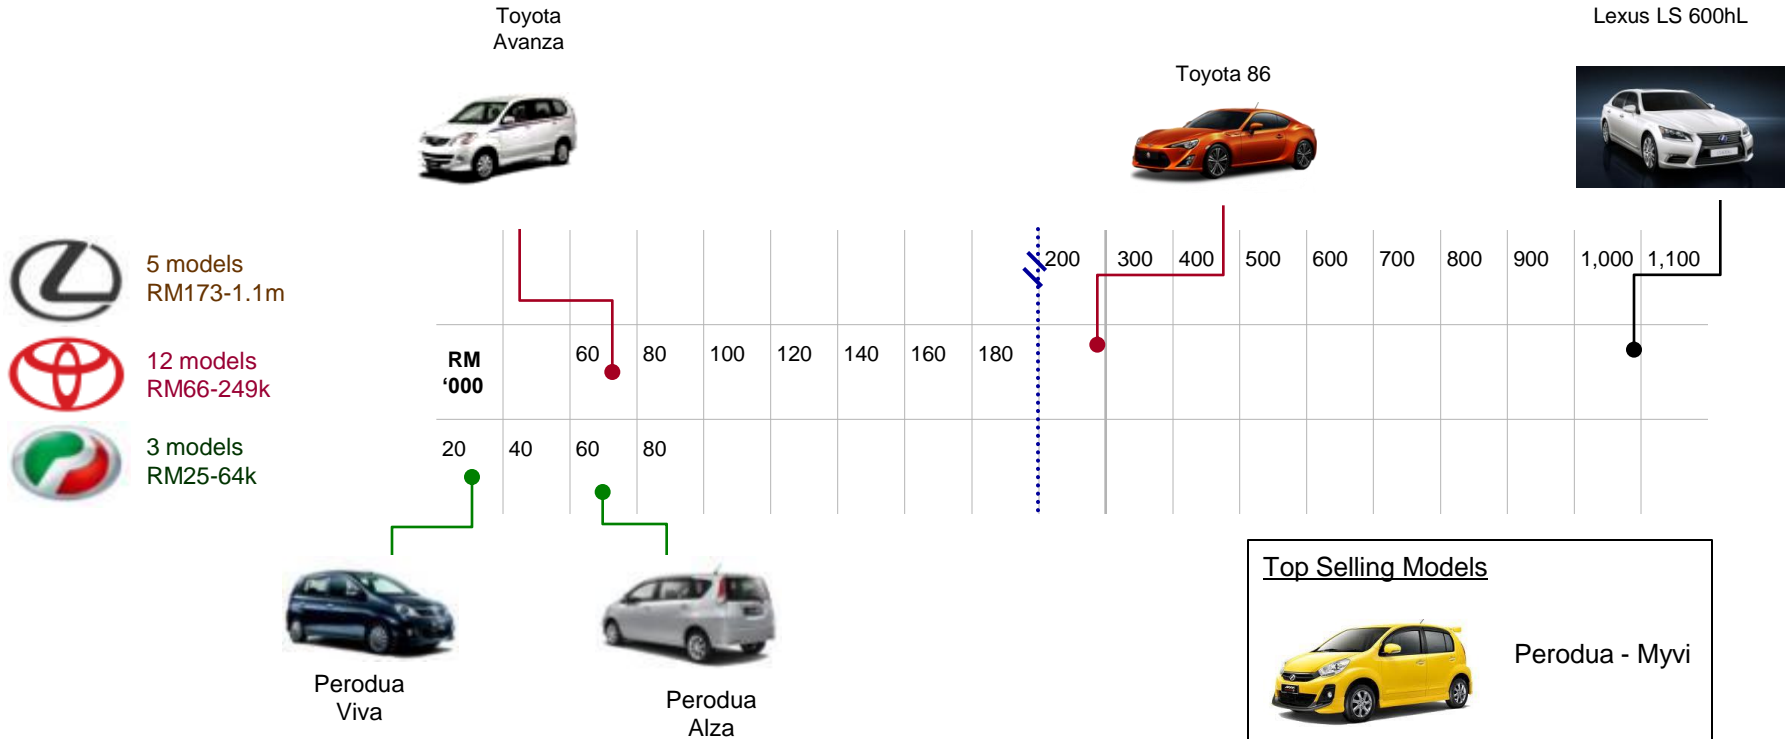 Toyota
Avanza
Toyota 86
Lexus LS 600hL
5 models
RM173-1.1m
200 300 400 500 600 700 800 900 1,000 1,100
12 models
RM66-249k
RM
‘000
60 80 100 120 140 160 180
3 models
RM25-64k
20 40 60 80
Perodua
Viva
Perodua
Alza
Top Selling Models
Perodua - Myvi